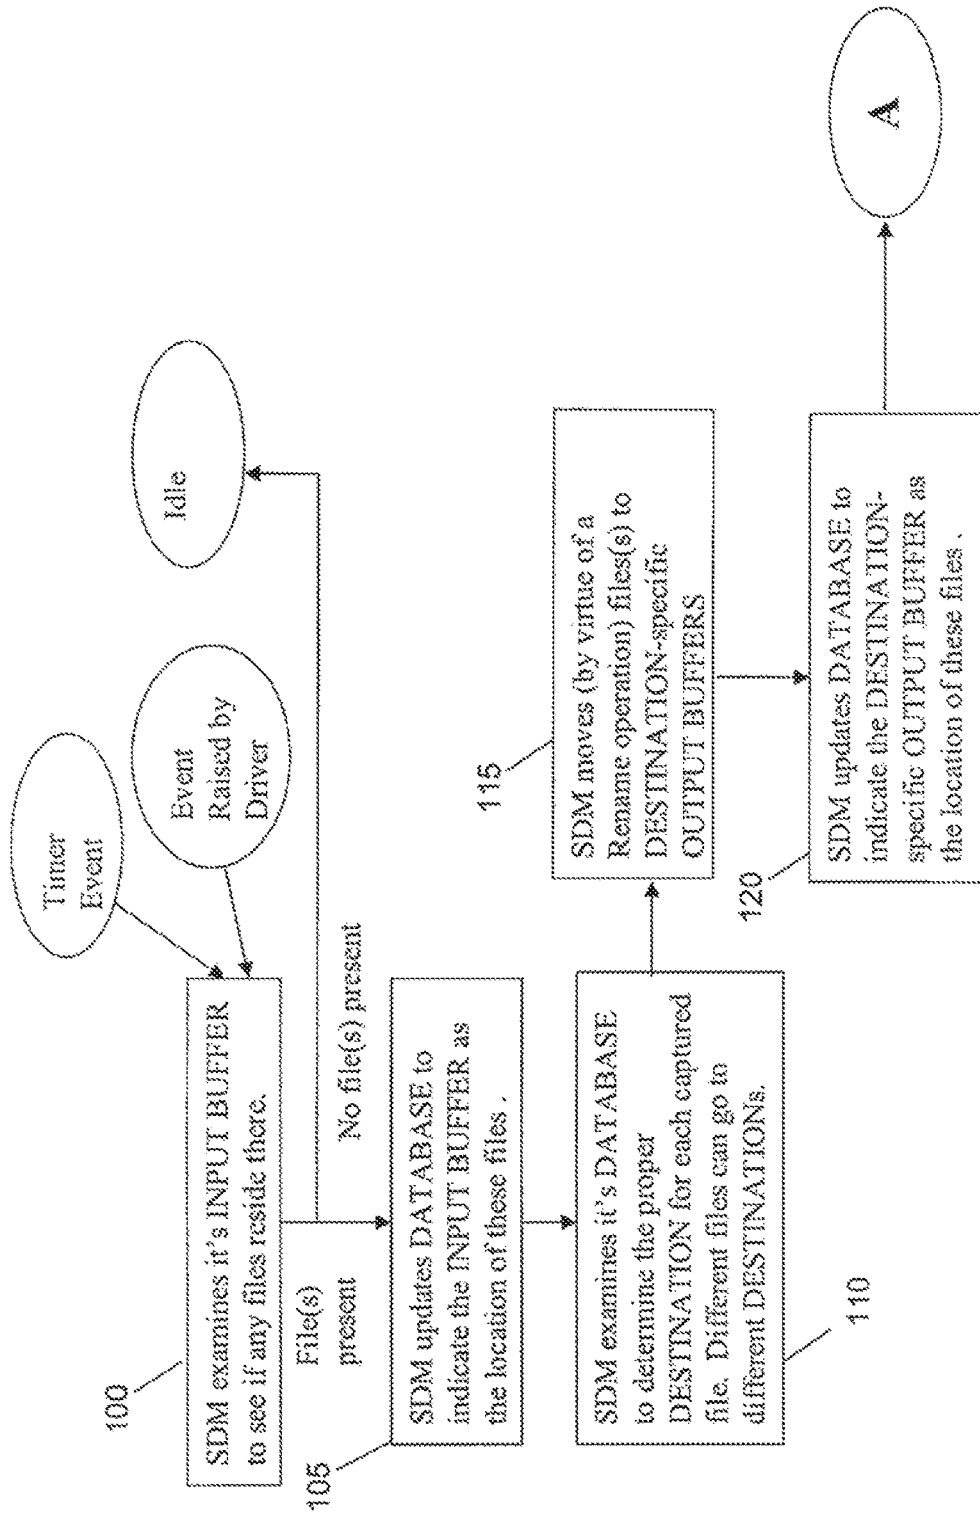 Timer
Event
Event
Raised by
Driver
Idle
100
SDM examines it's INPUT BUFFER
to see if any files reside there.
File(s)
present
No file(s) present
105
SDM updates DATABASE to
indicate the INPUT BUFFER as
the location of these files .
110
SDM examines it's DATABASE
to determine the proper
DESTINATION for each captured
file. Different files can go to
different DESTINATIONs.
115
SDM moves (by virtue of a
Rename operation) files(s) to
DESTINATION-specific
OUTPUT BUFFERS
120
SDM updates DATABASE to
indicate the DESTINATION-
specific OUTPUT BUFFER as
the location of these files .
A